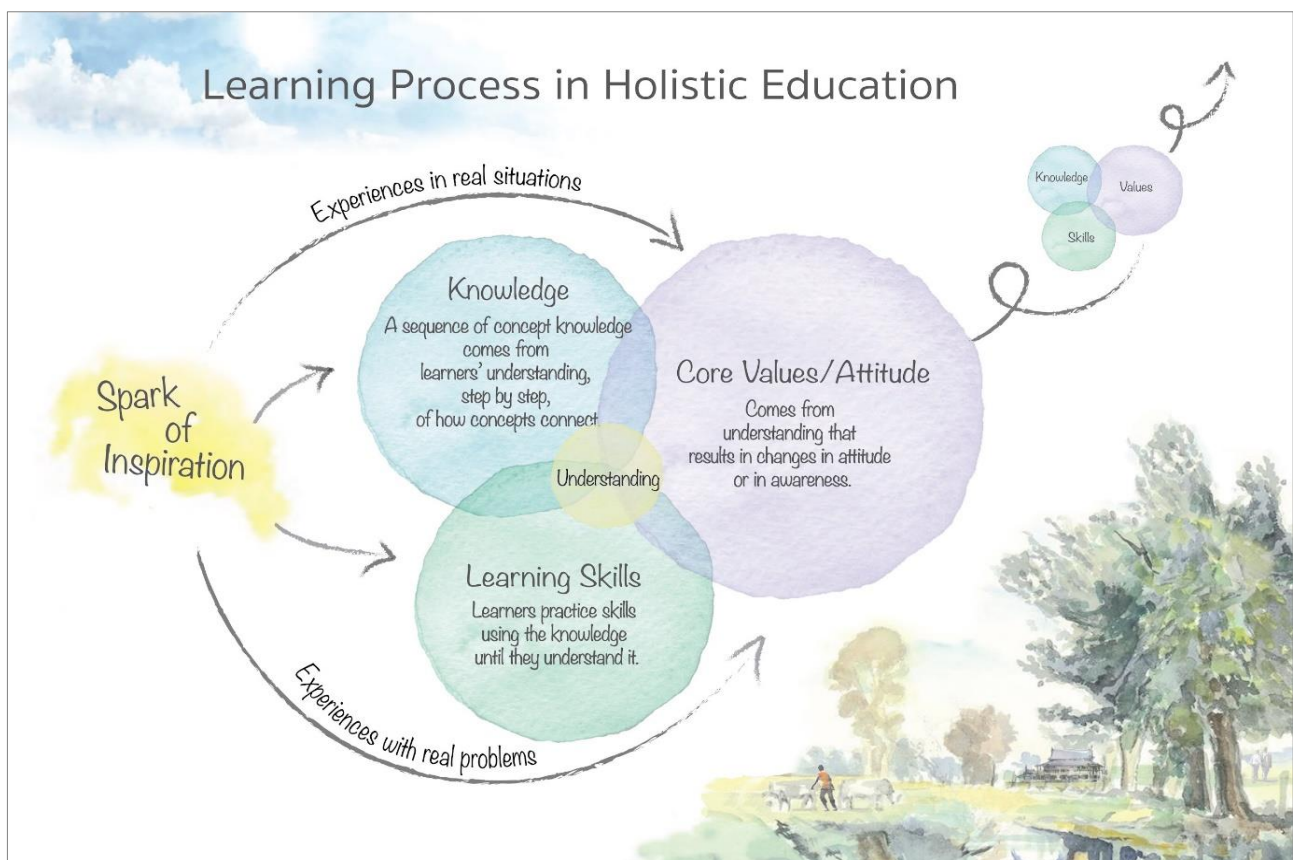 Learning Process in Holistic Education
Experiences in real situations
Knowledge
A sequence of concept knowledge
comes from
learners' understanding,
step by step,
of how concepts connect.
Spark
of
Inspiration
Core Values/Attitude
Comes from
understanding that
results in changes in attitude
or in awareness.
Understanding
Learning Skills
Learners practice skills
using the knowledge
until they understand it.
Experiences with real problems
Knowledge
Values
Skills